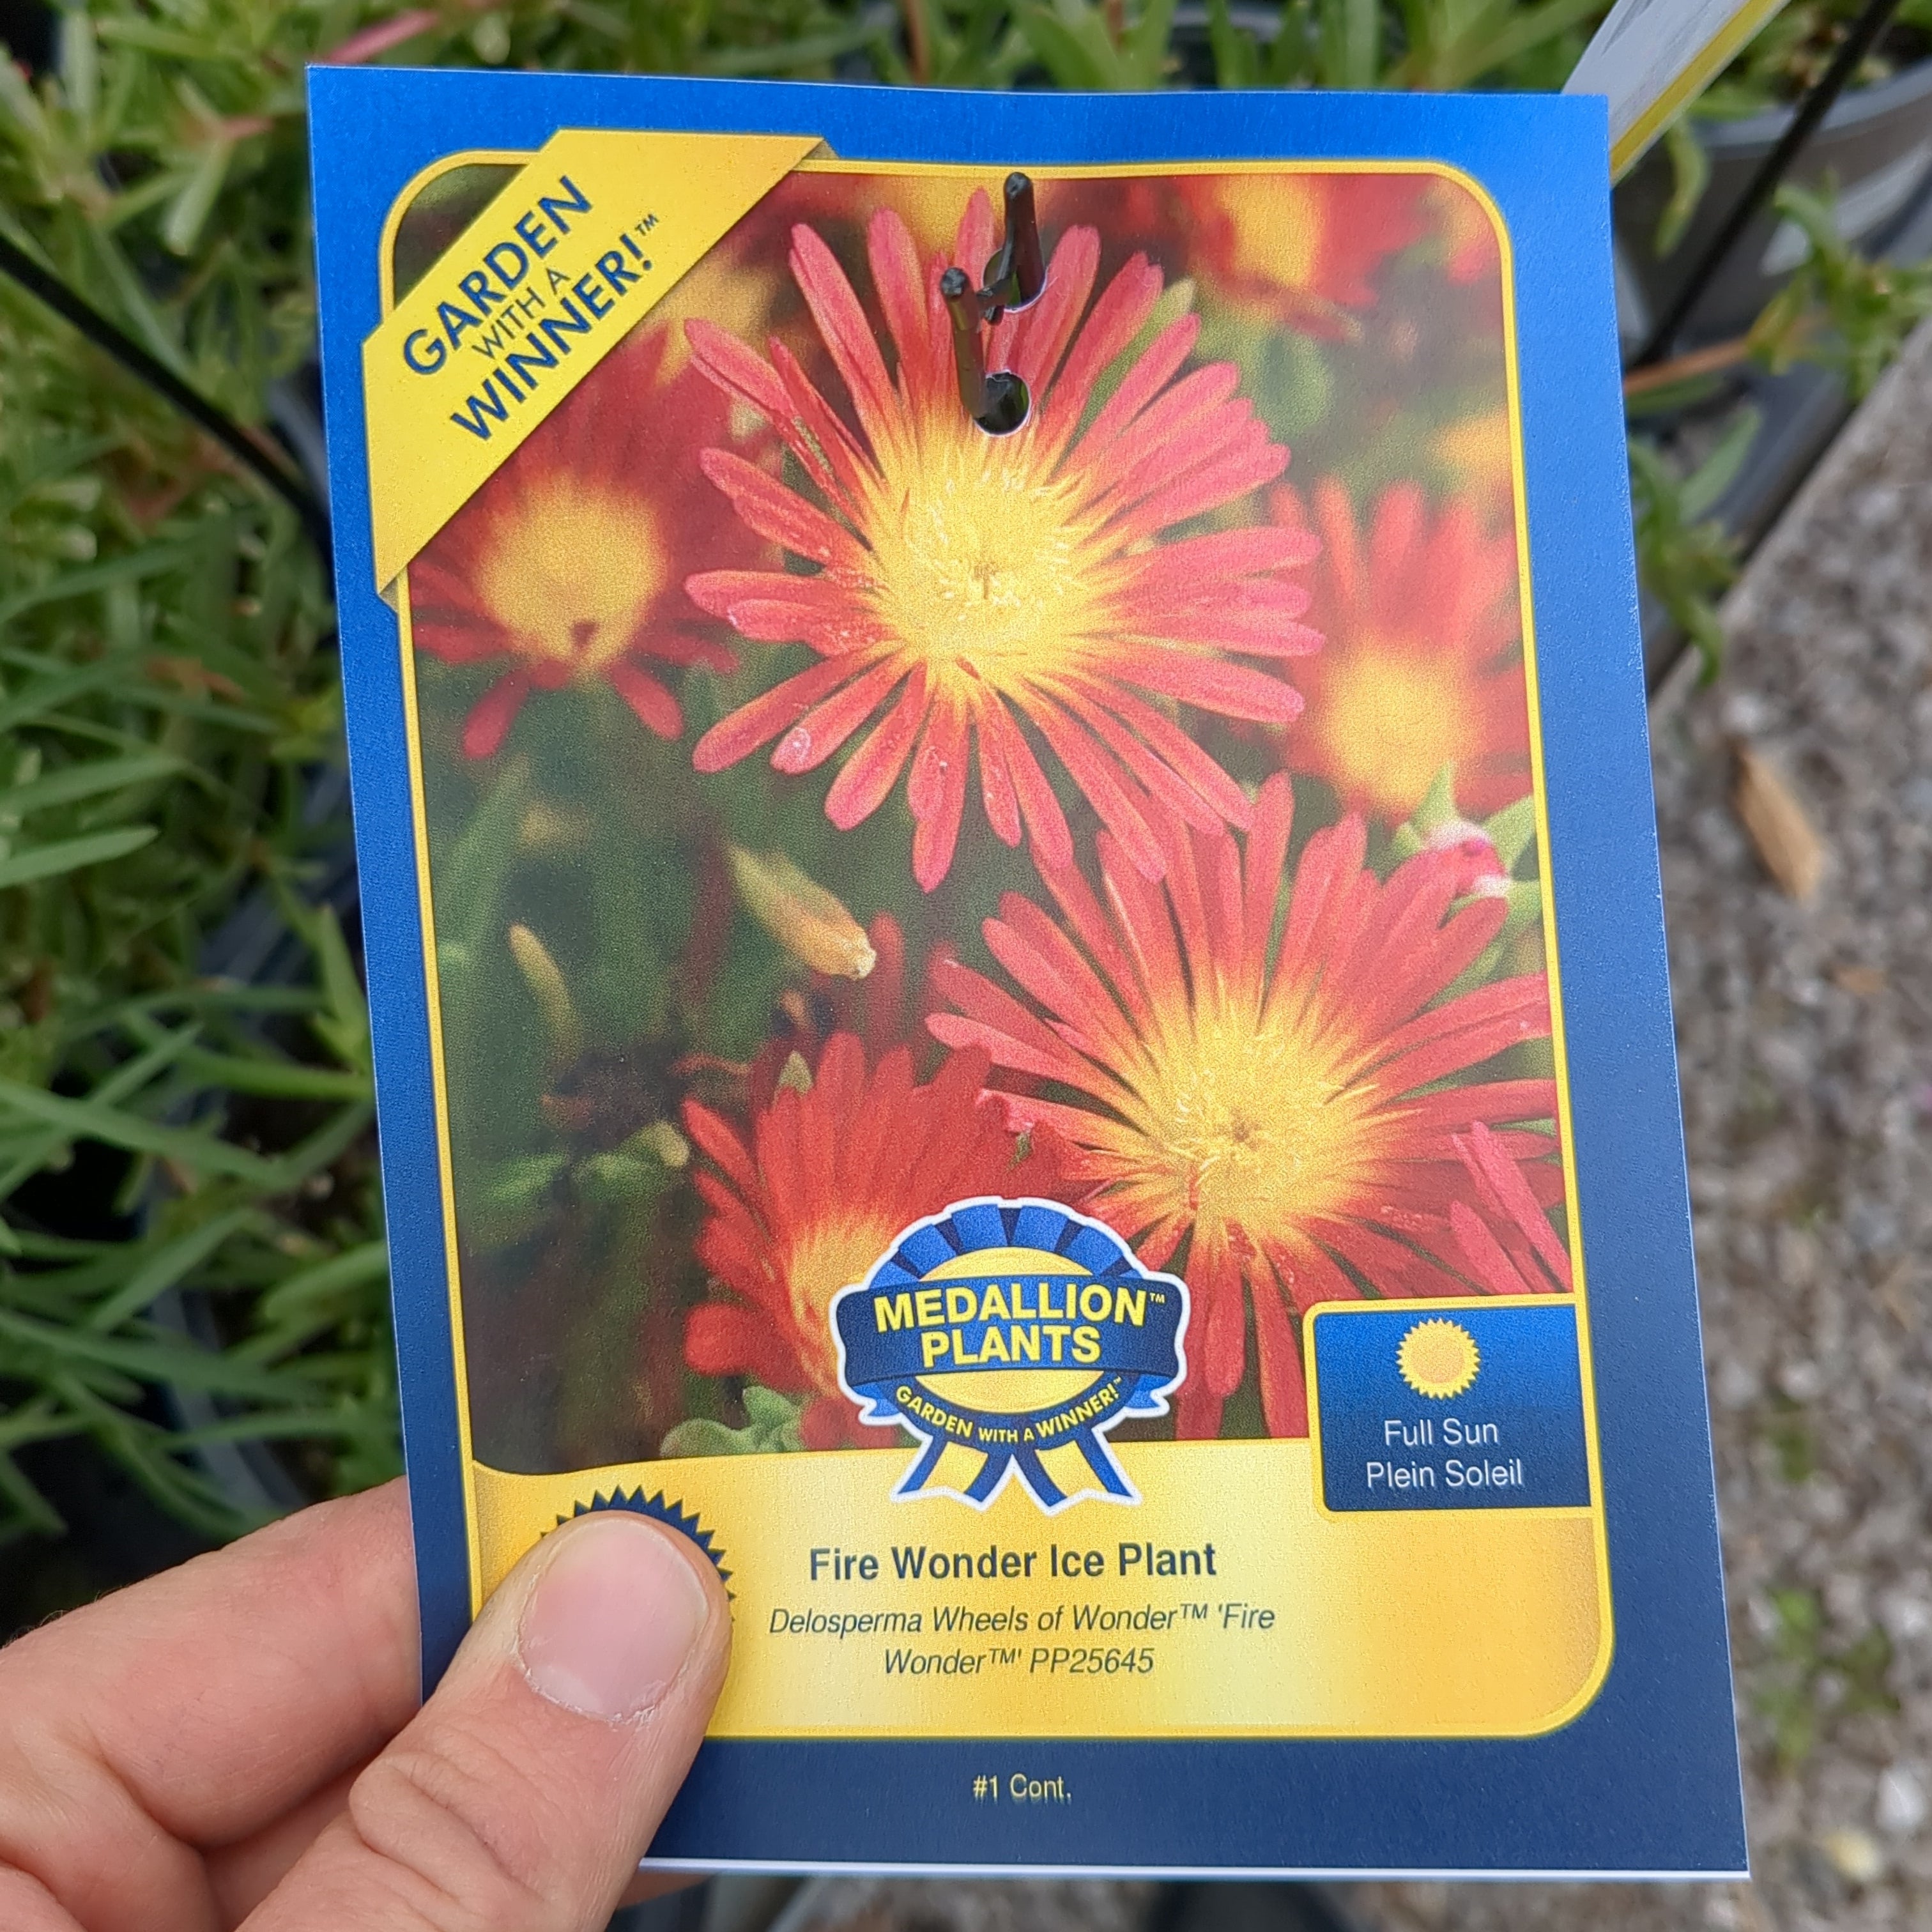 GARDEN
WITH A
WINNER!™
MEDALLION™
PLANTS
GARDEN WITH A WINNER!™
Full Sun
Plein Soleil
Fire Wonder Ice Plant
Delosperma Wheels of Wonder™ 'Fire
Wonder™' PP25645
#1 Cont.